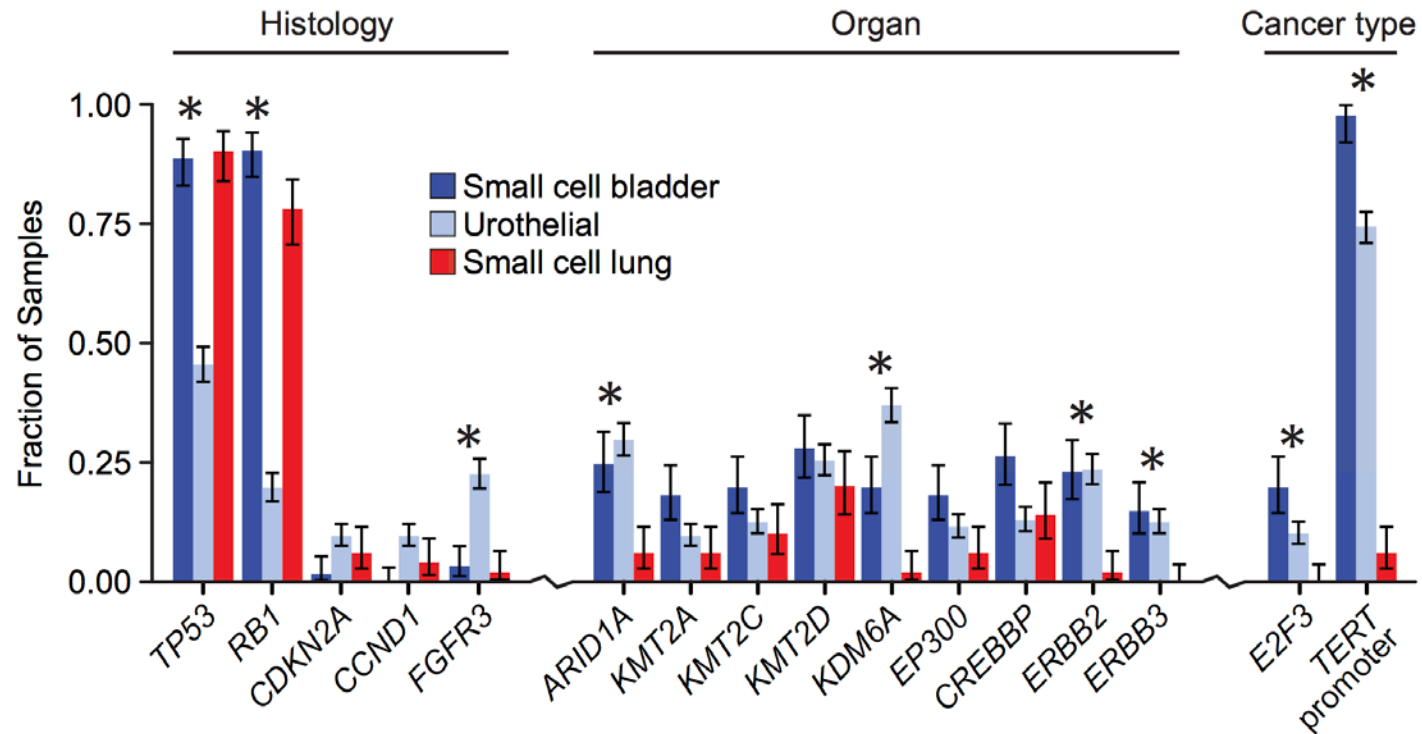 Histology Organ Cancer type
1.00
0.75
0.50
0.25
0.00
Fraction of Samples
* * * * * * * * *
Small cell bladder
Urothelial
Small cell lung
TP53 RB1 CDKN2A CCND1 FGFR3 ARID1A KMT2A KMT2C KMT2D KDM6A EP300 CREBBP ERBB2 ERBB3 E2F3 TERT
promoter